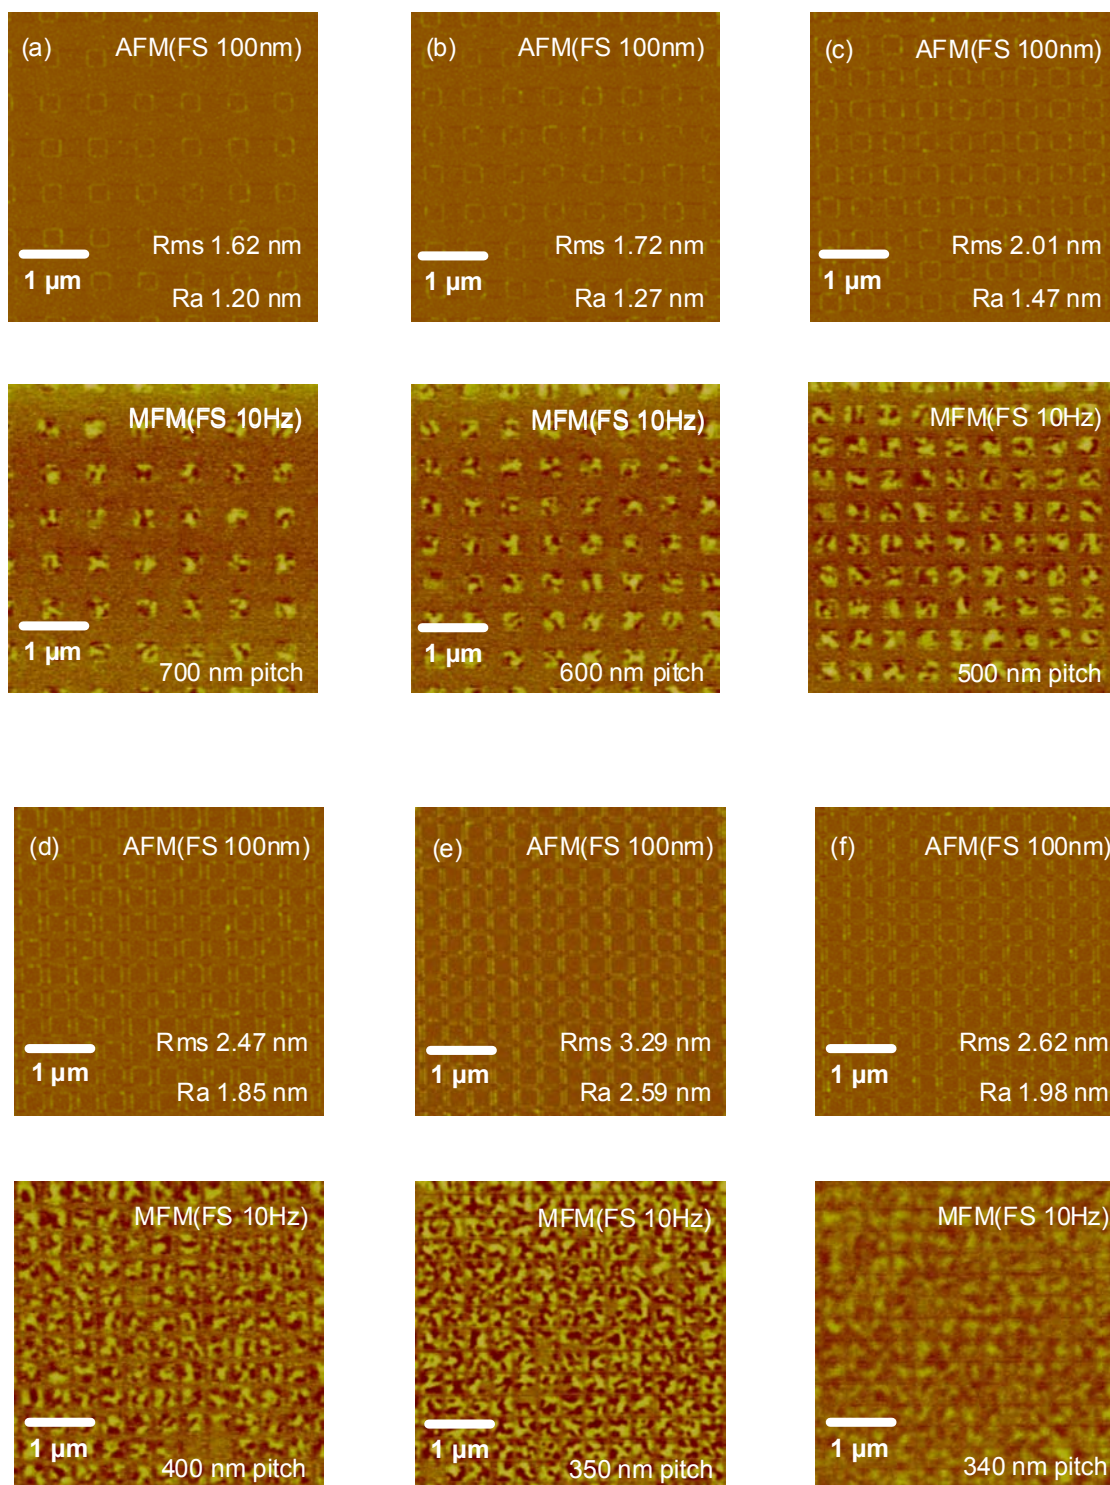 (a) AFM(FS 100nm)
Rms 1.62 nm
1 µm
Ra 1.20 nm
(b) AFM(FS 100nm)
Rms 1.72 nm
1 µm
Ra 1.27 nm
(c) AFM(FS 100nm)
Rms 2.01 nm
1 µm
Ra 1.47 nm
MFM(FS 10Hz)
1 µm
700 nm pitch
MFM(FS 10Hz)
1 µm
600 nm pitch
MFM(FS 10Hz)
1 µm
500 nm pitch
(d) AFM(FS 100nm)
Rms 2.47 nm
1 µm
Ra 1.85 nm
(e) AFM(FS 100nm)
Rms 3.29 nm
1 µm
Ra 2.59 nm
(f) AFM(FS 100nm)
Rms 2.62 nm
1 µm
Ra 1.98 nm
MFM(FS 10Hz)
1 µm
400 nm pitch
MFM(FS 10Hz)
1 µm
350 nm pitch
MFM(FS 10Hz)
1 µm
340 nm pitch